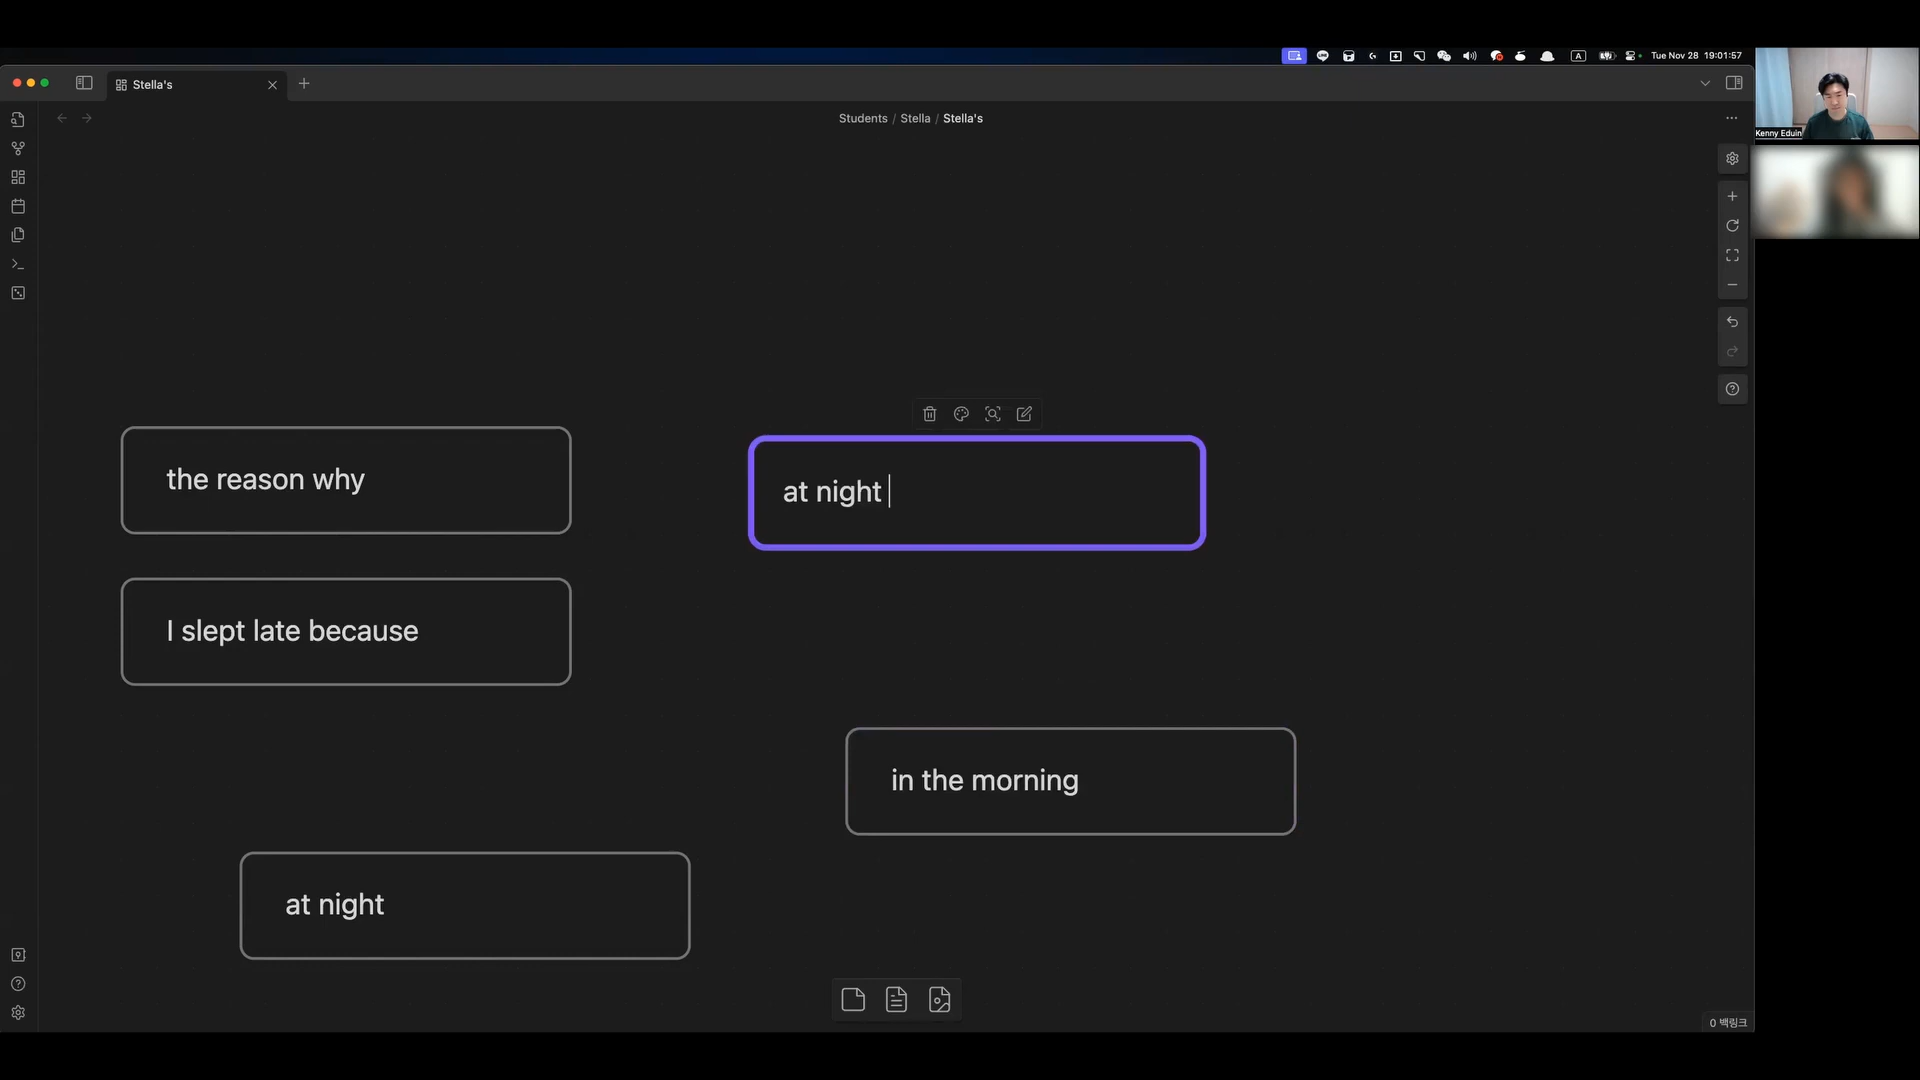 Tue Nov 28 19:01:57
Stella's
Students / Stella / Stella's
Kenny Eduin
the reason why
at night
I slept late because
in the morning
at night
0 백링크